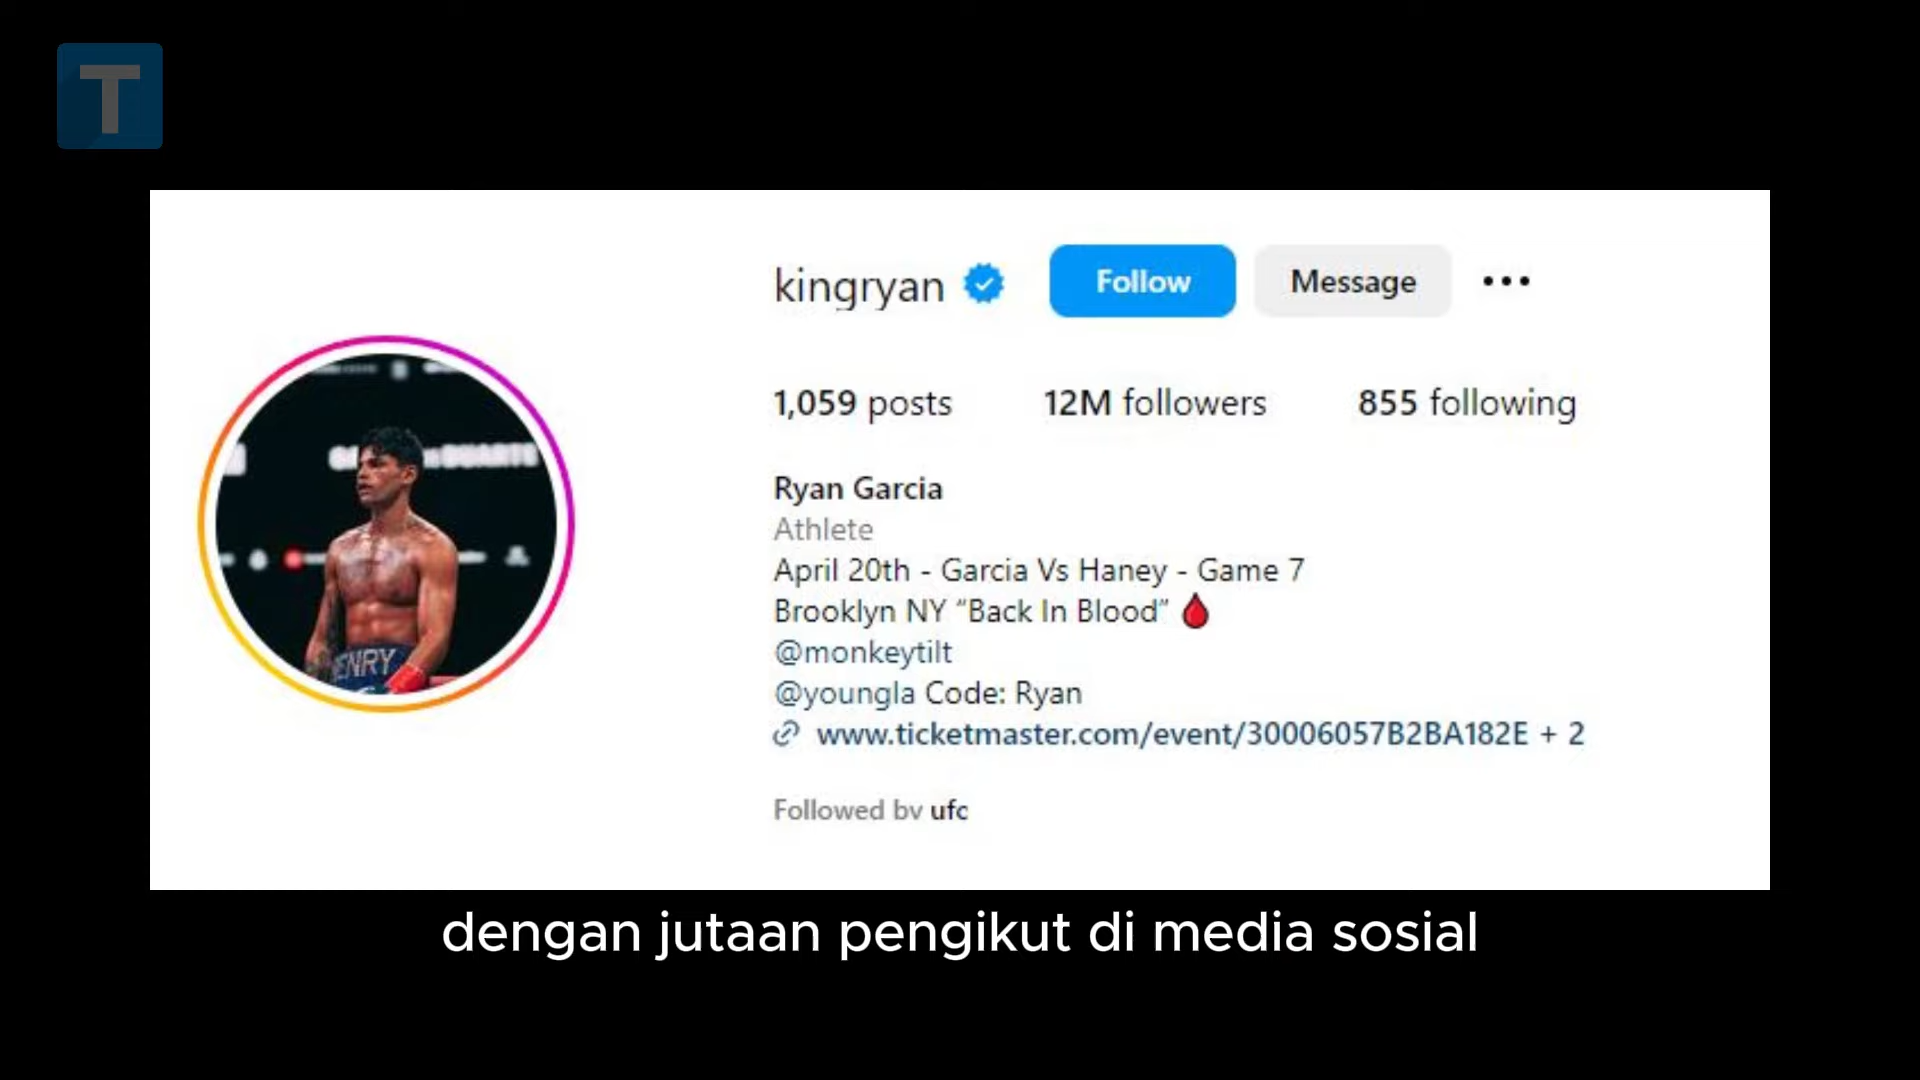 T
kingryan
Follow
Message
1,059 posts
12M followers
855 following
Ryan Garcia
Athlete
April 20th - Garcia Vs Haney - Game 7
Brooklyn NY “Back In Blood” 🩸
@monkeytilt
@youngla Code: Ryan
www.ticketmaster.com/event/30006057B2BA182E + 2
Followed by ufc
DUARTE
ENRY
dengan jutaan pengikut di media sosial